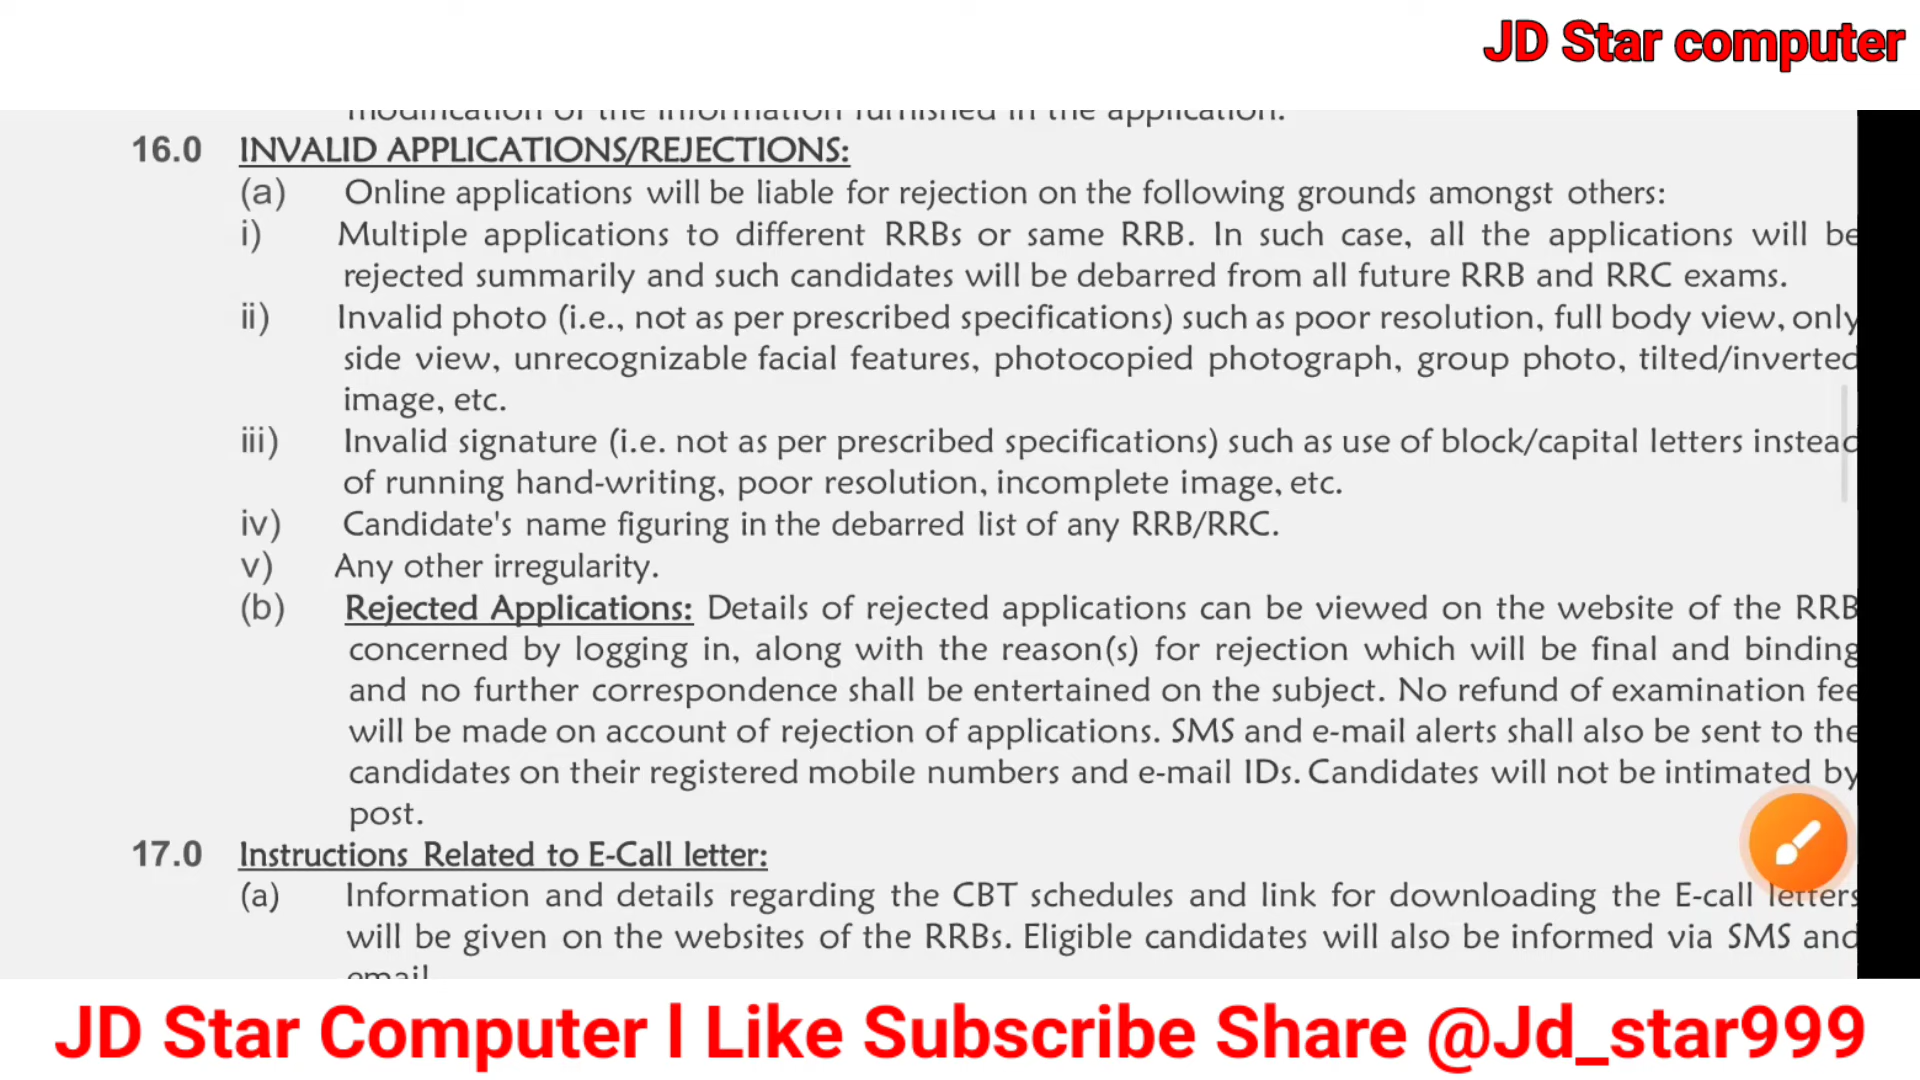 JD Star computer
modification of the information furnished in the application.
16.0 INVALID APPLICATIONS/REJECTIONS:
(a) Online applications will be liable for rejection on the following grounds amongst others:
i) Multiple applications to different RRBs or same RRB. In such case, all the applications will be
rejected summarily and such candidates will be debarred from all future RRB and RRC exams.
ii) Invalid photo (i.e., not as per prescribed specifications) such as poor resolution, full body view, only
side view, unrecognizable facial features, photocopied photograph, group photo, tilted/inverted
image, etc.
iii) Invalid signature (i.e. not as per prescribed specifications) such as use of block/capital letters instead
of running hand-writing, poor resolution, incomplete image, etc.
iv) Candidate's name figuring in the debarred list of any RRB/RRC.
v) Any other irregularity.
(b) Rejected Applications: Details of rejected applications can be viewed on the website of the RRB
concerned by logging in, along with the reason(s) for rejection which will be final and binding
and no further correspondence shall be entertained on the subject. No refund of examination fee
will be made on account of rejection of applications. SMS and e-mail alerts shall also be sent to the
candidates on their registered mobile numbers and e-mail IDs. Candidates will not be intimated by
post.
17.0 Instructions Related to E-Call letter:
(a) Information and details regarding the CBT schedules and link for downloading the E-call letters
will be given on the websites of the RRBs. Eligible candidates will also be informed via SMS and
email
JD Star Computer l Like Subscribe Share @Jd_star999